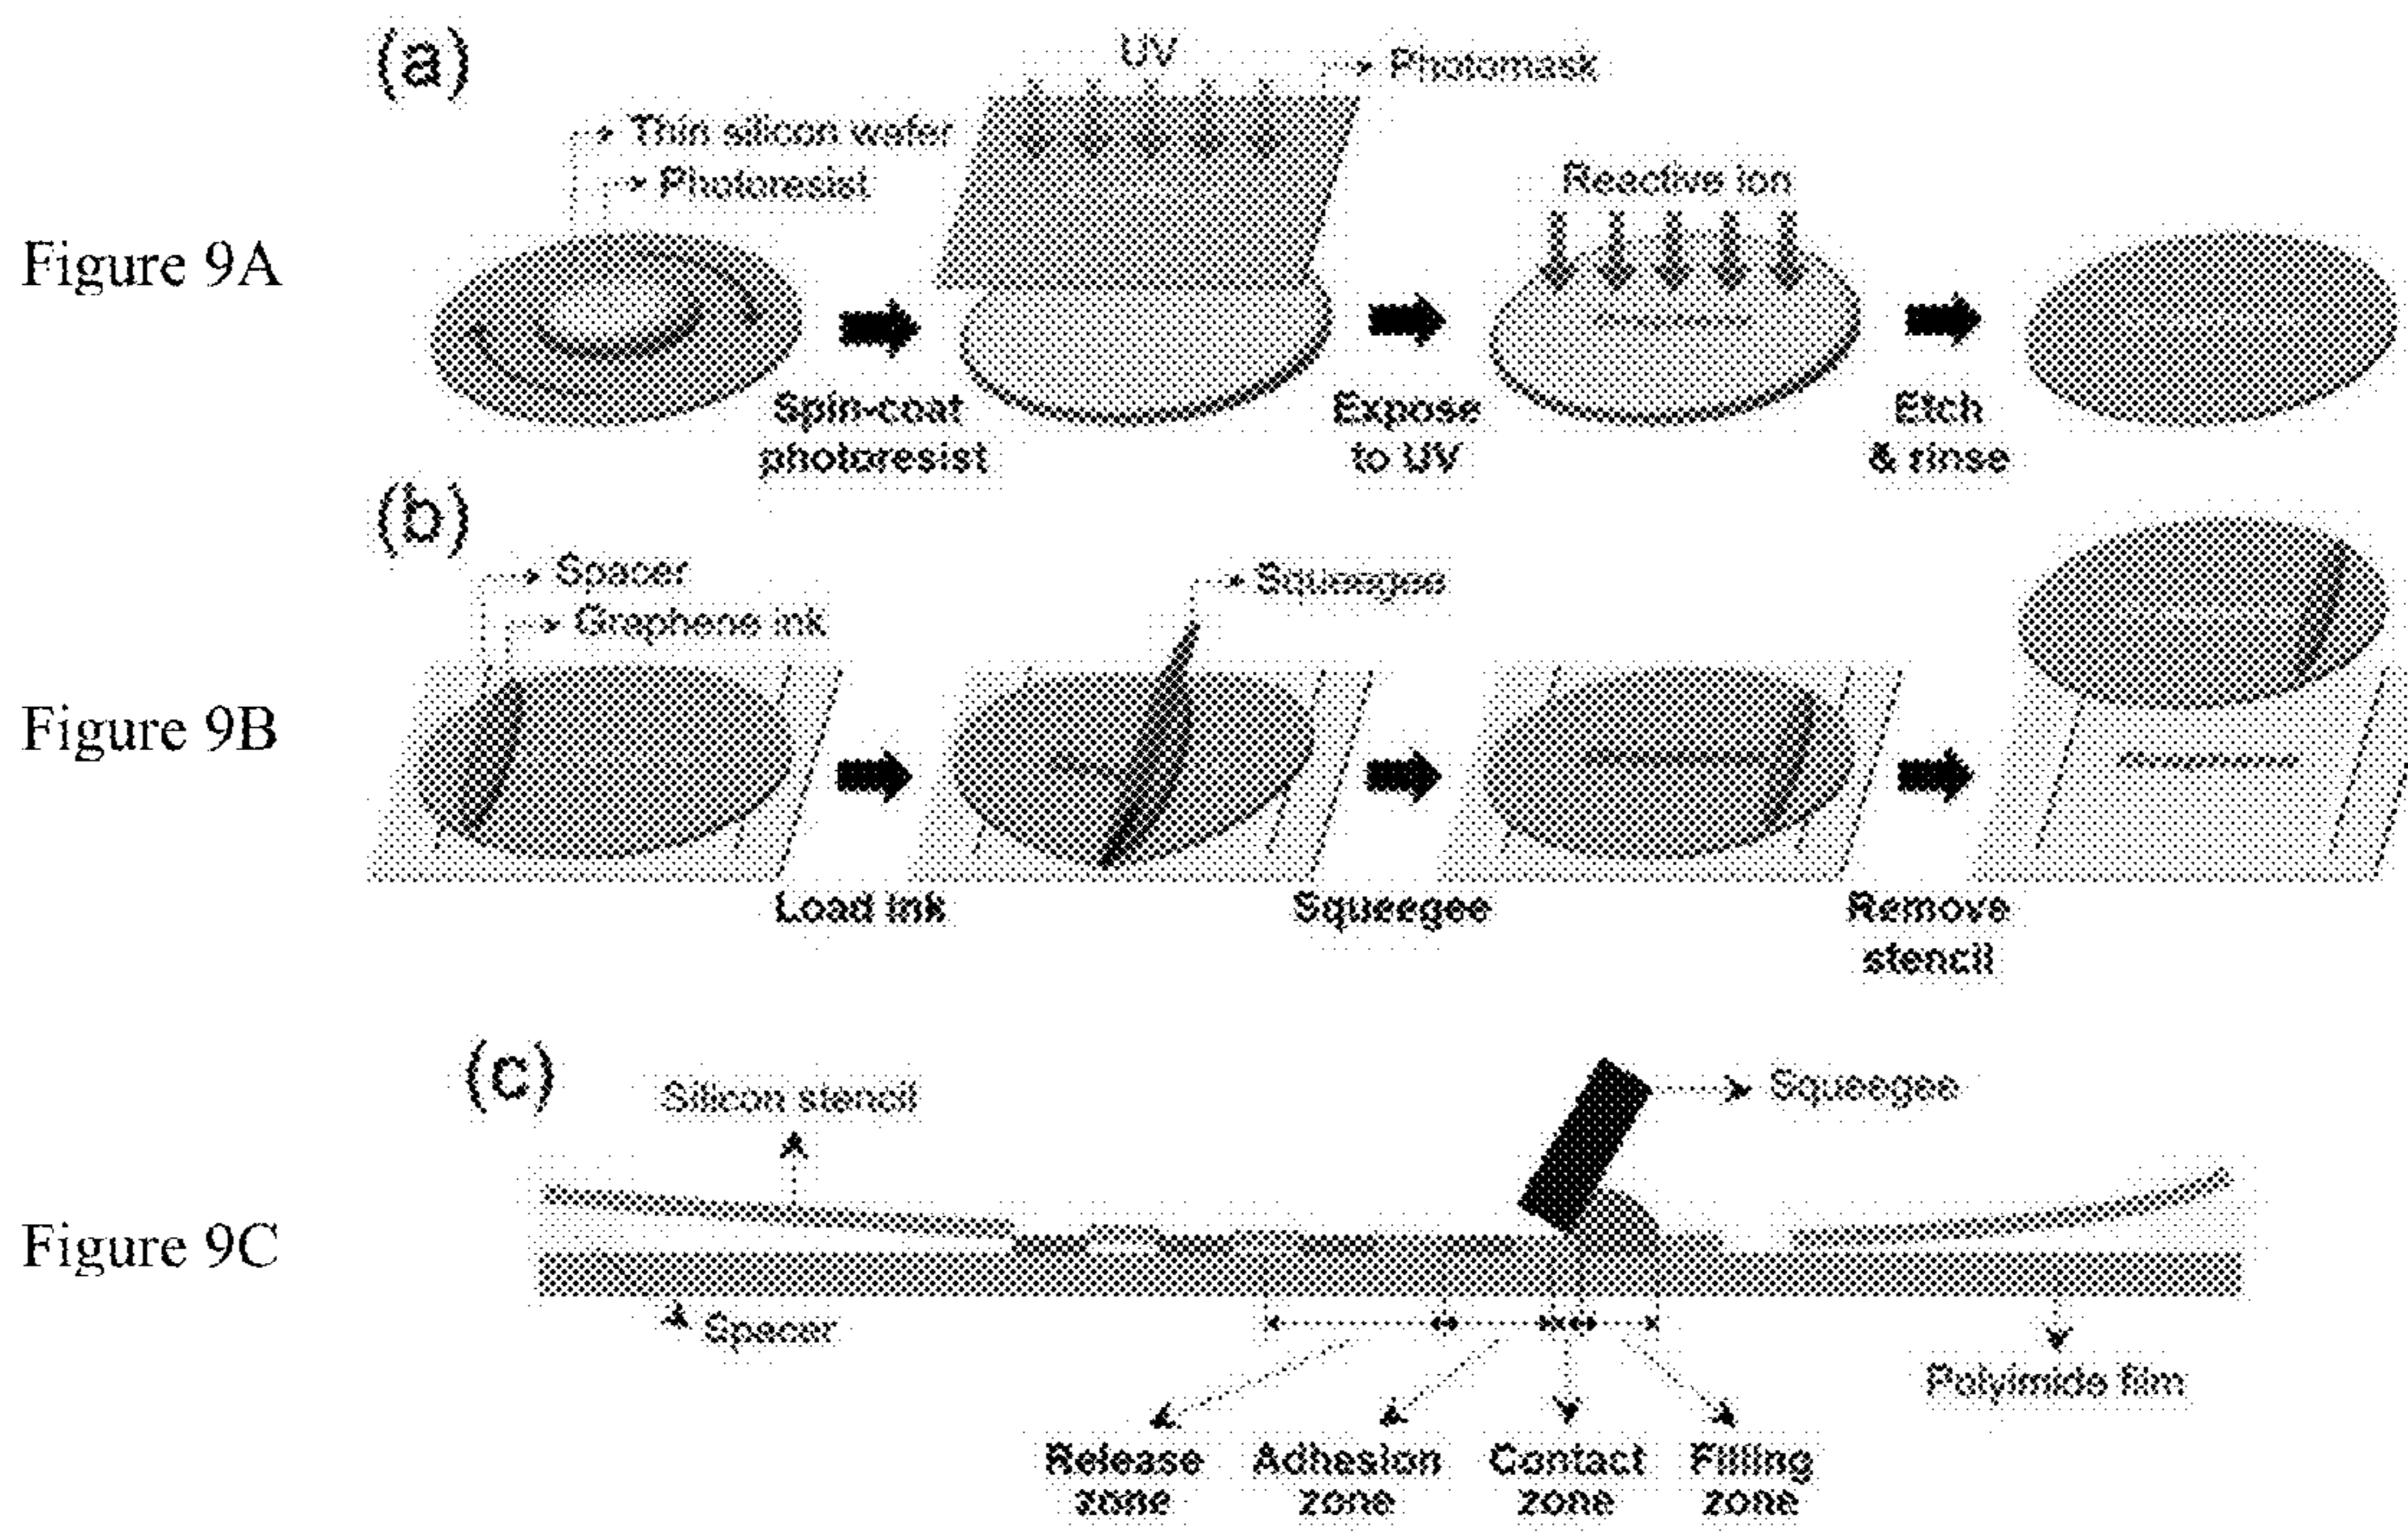 (a)
UV
Photomask
Thin silicon wafer
Photoresist
Reactive ion
Figure 9A
Spin-coat
photoresist
Expose
to UV
Etch
& rinse
(b)
Spacer
Graphene ink
Squeegee
Figure 9B
Load ink
Squeegee
Remove
stencil
(c)
Silicon stencil
Squeegee
Figure 9C
Spacer
Polyimide film
Release
zone
Adhesion
zone
Contact
zone
Filling
zone